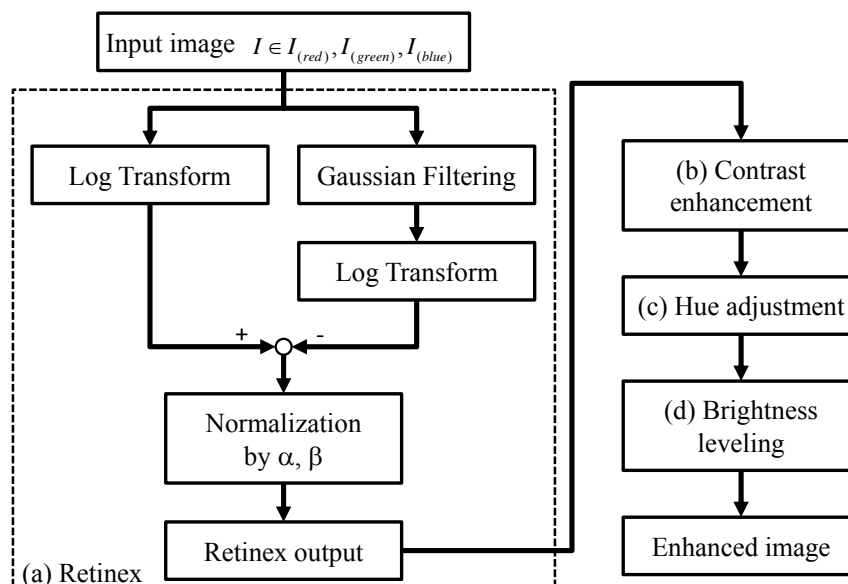 Input image I ∈ I(red), I(green), I(blue)
Log Transform
Gaussian Filtering
Log Transform
+
-
Normalization
by α, β
Retinex output
(a) Retinex
(b) Contrast
enhancement
(c) Hue adjustment
(d) Brightness
leveling
Enhanced image